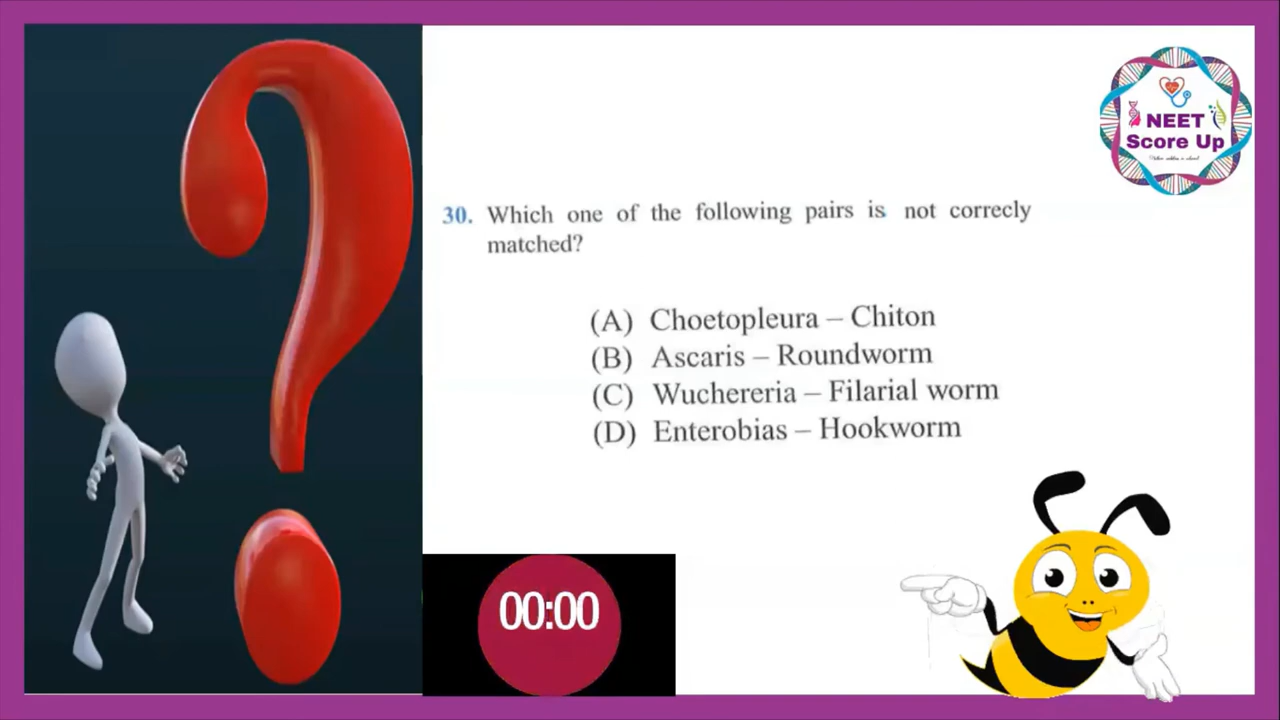 NEET
Score Up
30. Which one of the following pairs is not correcly
matched?
(A) Choetopleura – Chiton
(B) Ascaris – Roundworm
(C) Wuchereria – Filarial worm
(D) Enterobias – Hookworm
00:00